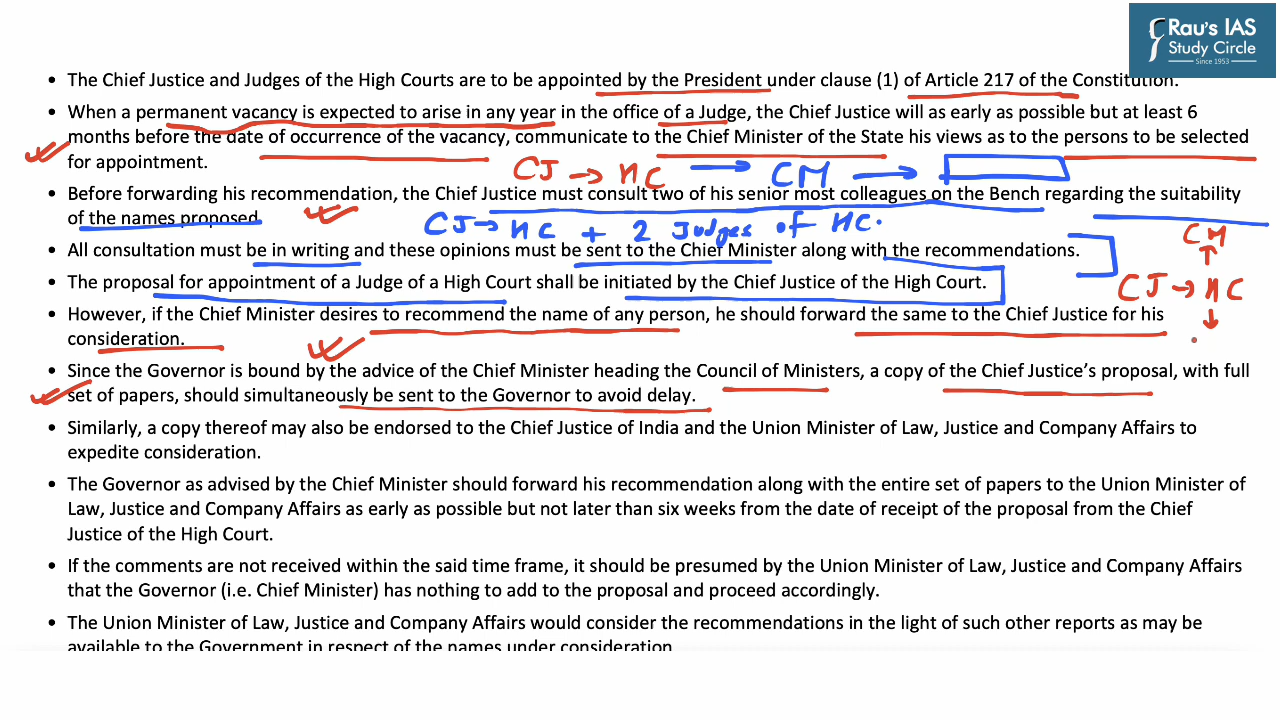 Rau's IAS
Study Circle
Since 1953
• The Chief Justice and Judges of the High Courts are to be appointed by the President under clause (1) of Article 217 of the Constitution.
• When a permanent vacancy is expected to arise in any year in the office of a Judge, the Chief Justice will as early as possible but at least 6
months before the date of occurrence of the vacancy, communicate to the Chief Minister of the State his views as to the persons to be selected
for appointment.
CJ → HC → CM →
• Before forwarding his recommendation, the Chief Justice must consult two of his senior most colleagues on the Bench regarding the suitability
of the names proposed.
CJ → HC + 2 Judges of HC.
• All consultation must be in writing and these opinions must be sent to the Chief Minister along with the recommendations.
CM
↑
• The proposal for appointment of a Judge of a High Court shall be initiated by the Chief Justice of the High Court.
CJ → HC
↓
• However, if the Chief Minister desires to recommend the name of any person, he should forward the same to the Chief Justice for his
consideration.
• Since the Governor is bound by the advice of the Chief Minister heading the Council of Ministers, a copy of the Chief Justice's proposal, with full
set of papers, should simultaneously be sent to the Governor to avoid delay.
• Similarly, a copy thereof may also be endorsed to the Chief Justice of India and the Union Minister of Law, Justice and Company Affairs to
expedite consideration.
• The Governor as advised by the Chief Minister should forward his recommendation along with the entire set of papers to the Union Minister of
Law, Justice and Company Affairs as early as possible but not later than six weeks from the date of receipt of the proposal from the Chief
Justice of the High Court.
• If the comments are not received within the said time frame, it should be presumed by the Union Minister of Law, Justice and Company Affairs
that the Governor (i.e. Chief Minister) has nothing to add to the proposal and proceed accordingly.
• The Union Minister of Law, Justice and Company Affairs would consider the recommendations in the light of such other reports as may be
available to the Government in respect of the names under consideration.